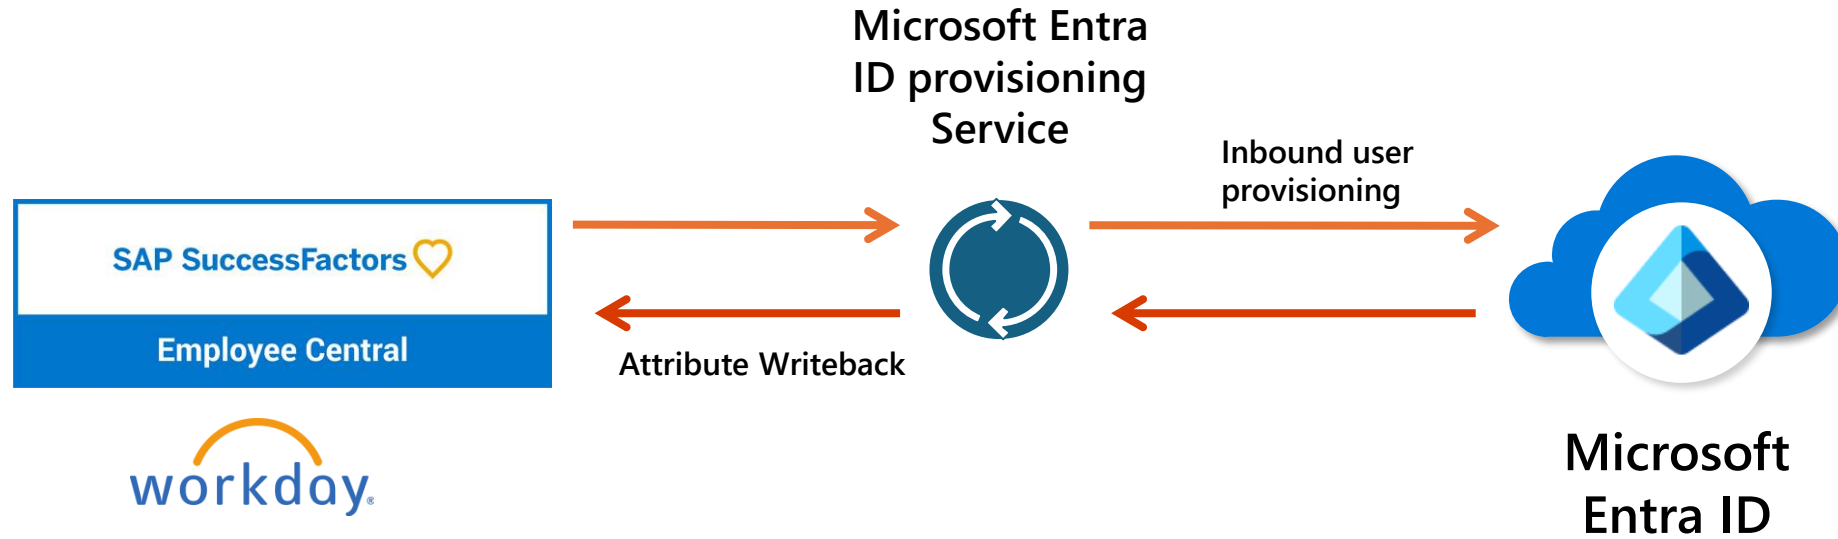 Microsoft Entra
ID provisioning
Service
Inbound user
provisioning
SAP SuccessFactors
Employee Central
Attribute Writeback
workday®
Microsoft
Entra ID